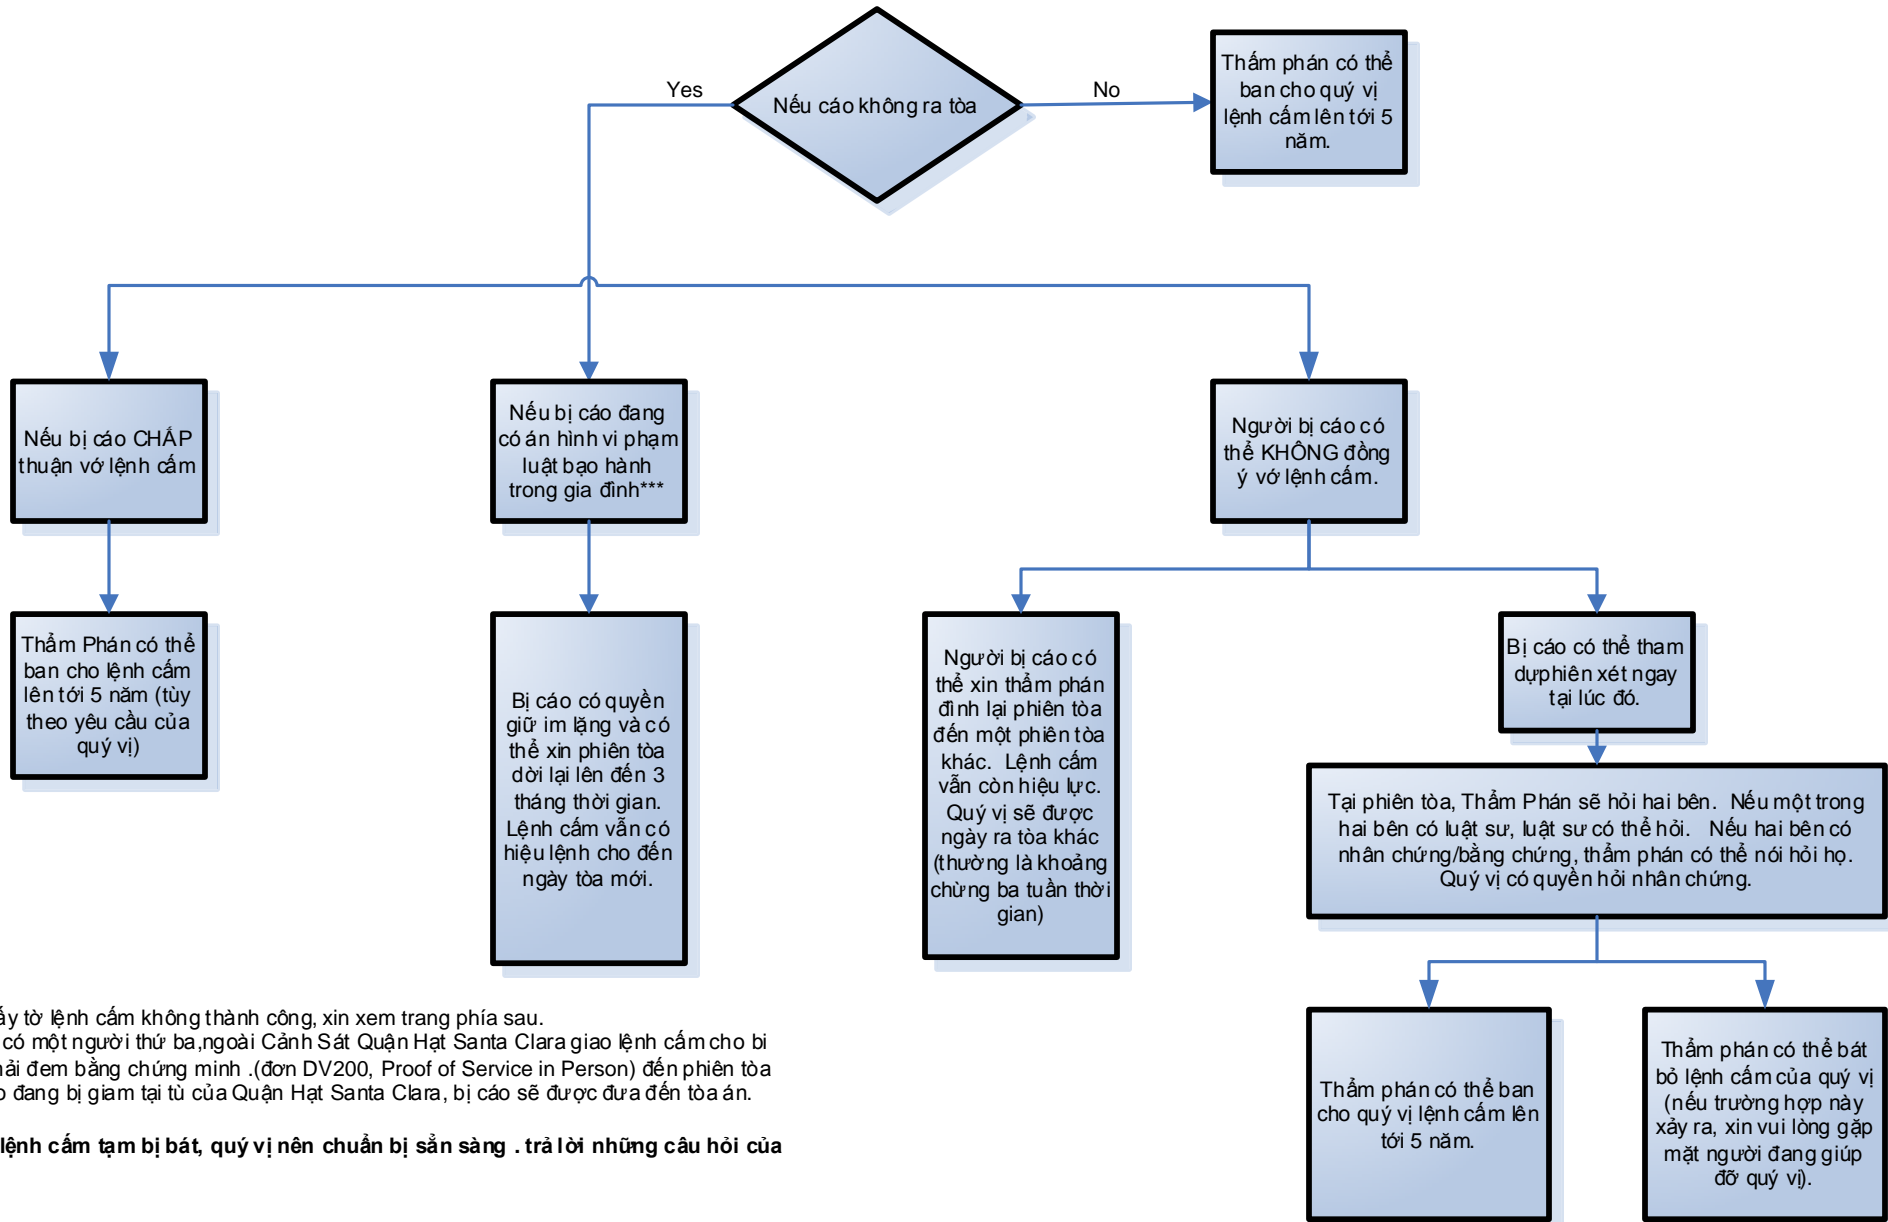 Yes
Nếu cáo không ra tòa
No
Thẩm phán có thể
ban cho quý vị
lệnh cấm lên tới 5
năm.
Nếu bị cáo CHẤP
thuận vớ lệnh cấm
Nếu bị cáo đang
có án hình vi phạm
luật bạo hành
trong gia đình***
Người bị cáo có
thể KHÔNG đồng
ý vớ lệnh cấm.
Thẩm Phán có thể
ban cho lệnh cấm
lên tới 5 năm (tùy
theo yêu cầu của
quý vị)
Bị cáo có quyền
giữ im lặng và có
thể xin phiên tòa
dời lại lên đến 3
tháng thời gian.
Lệnh cấm vẫn có
hiệu lệnh cho đến
ngày tòa mới.
Người bị cáo có
thể xin thẩm phán
đình lại phiên tòa
đến một phiên tòa
khác. Lệnh cấm
vẫn còn hiệu lực.
Quý vị sẽ được
ngày ra tòa khác
(thường là khoảng
chừng ba tuần thời
gian)
Bị cáo có thể tham
dựphiên xét ngay
tại lúc đó.
Tại phiên tòa, Thẩm Phán sẽ hỏi hai bên. Nếu một trong
hai bên có luật sư, luật sư có thể hỏi. Nếu hai bên có
nhân chứng/bằng chứng, thẩm phán có thể nói hỏi họ.
Quý vị có quyền hỏi nhân chứng.
Thẩm phán có thể ban
cho quý vị lệnh cấm lên
tới 5 năm.
Thẩm phán có thể bát
bỏ lệnh cấm của quý vị
(nếu trường hợp này
xảy ra, xin vui lòng gặp
mặt người đang giúp
đỡ quý vị).
tờ lệnh cấm không thành công, xin xem trang phía sau.
có một người thứ ba,ngoài Cảnh Sát Quận Hạt Santa Clara giao lệnh cấm cho bi
đem bằng chứng minh .(đơn DV200, Proof of Service in Person) đến phiên tòa
đang bị giam tại tù của Quận Hạt Santa Clara, bị cáo sẽ được đưa đến tòa án.
lệnh cấm tạm bị bát, quý vị nên chuẩn bị sẳn sàng . trả lời những câu hỏi của